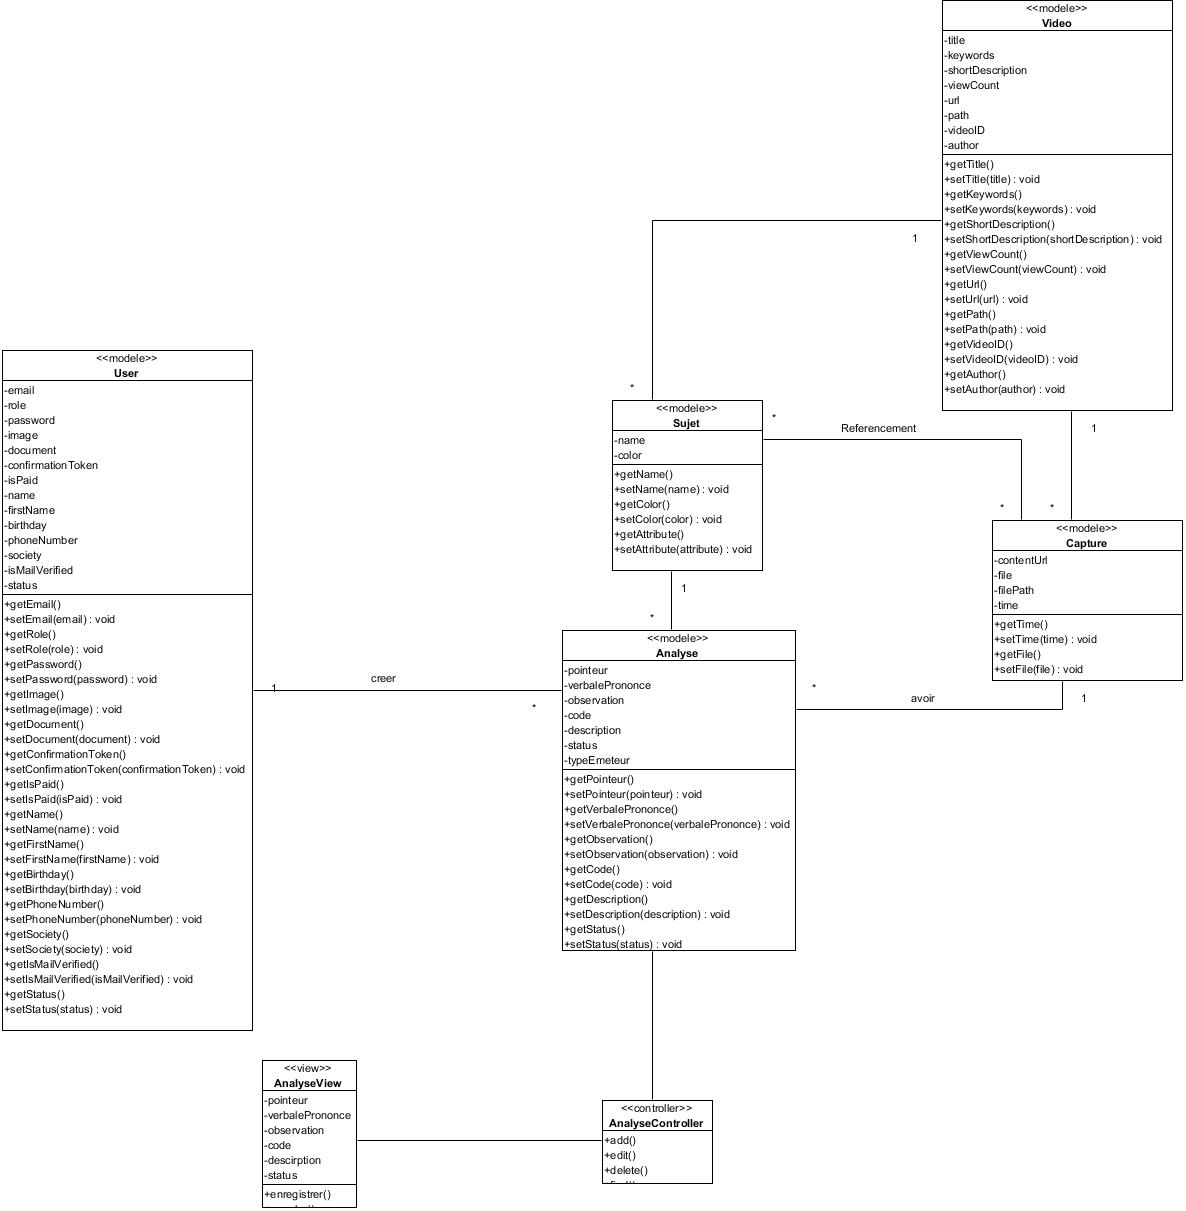 <<modele>>
Video
-title
-keywords
-shortDescription
-viewCount
-url
-path
-videoID
-author
+getTitle()
+setTitle(title) : void
+getKeywords()
+setKeywords(keywords) : void
+getShortDescription()
+setShortDescription(shortDescription) : void
+getViewCount()
+setViewCount(viewCount) : void
+getUrl()
+setUrl(url) : void
+getPath()
+setPath(path) : void
+getVideoID()
+setVideoID(videoID) : void
+getAuthor()
+setAuthor(author) : void
1
*
<<modele>>
User
-email
-role
-password
-image
-document
-confirmationToken
-isPaid
-name
-firstName
-birthday
-phoneNumber
-society
-isMailVerified
-status
+getEmail()
+setEmail(email) : void
+getRole()
+setRole(role) : void
+getPassword()
+setPassword(password) : void
+getImage()
+setImage(image) : void
+getDocument()
+setDocument(document) : void
+getConfirmationToken()
+setConfirmationToken(confirmationToken) : void
+getIsPaid()
+setIsPaid(isPaid) : void
+getName()
+setName(name) : void
+getFirstName()
+setFirstName(firstName) : void
+getBirthday()
+setBirthday(birthday) : void
+getPhoneNumber()
+setPhoneNumber(phoneNumber) : void
+getSociety()
+setSociety(society) : void
+getIsMailVerified()
+setIsMailVerified(isMailVerified) : void
+getStatus()
+setStatus(status) : void
<<modele>>
Sujet
-name
-color
+getName()
+setName(name) : void
+getColor()
+setColor(color) : void
+getAttribute()
+setAttribute(attribute) : void
*
Referencement
*
1
*
<<modele>>
Capture
-contentUrl
-file
-filePath
-time
+getTime()
+setTime(time) : void
+getFile()
+setFile(file) : void
1
*
1
creer
*
<<modele>>
Analyse
-pointeur
-verbalePrononce
-observation
-code
-description
-status
-typeEmeteur
+getPointeur()
+setPointeur(pointeur) : void
+getVerbalePrononce()
+setVerbalePrononce(verbalePrononce) : void
+getObservation()
+setObservation(observation) : void
+getCode()
+setCode(code) : void
+getDescription()
+setDescription(description) : void
+getStatus()
+setStatus(status) : void
*
avoir
1
<<view>>
AnalyseView
-pointeur
-verbalePrononce
-observation
-code
-descirption
-status
+enregistrer()
<<controller>>
AnalyseController
+add()
+edit()
+delete()